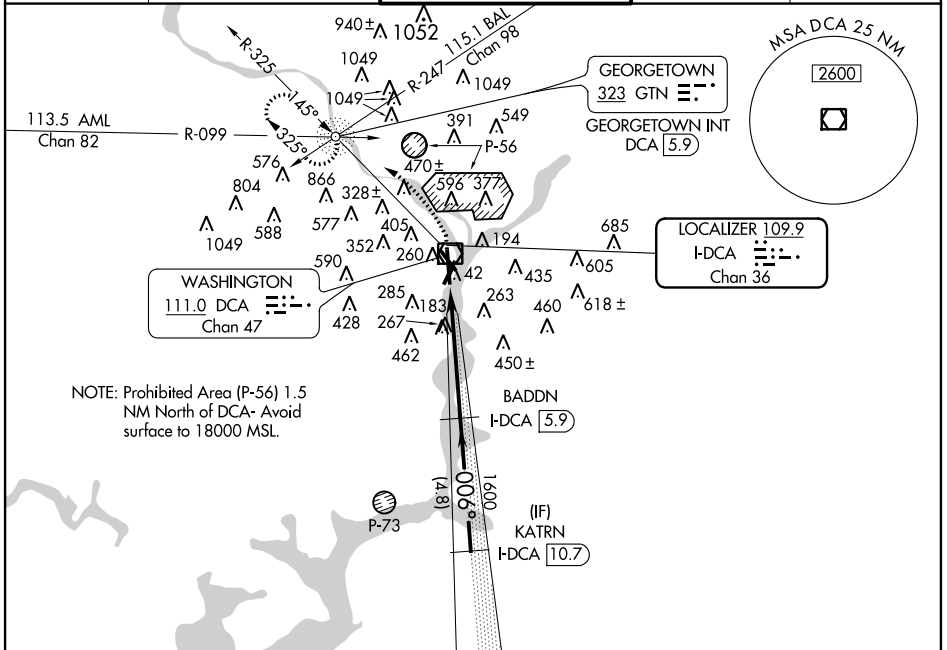 940±
1052
115.1 BAL
Chan 98
R-247
R-325
1049
1049
1049
MSA DCA 25 NM
2600
GEORGETOWN
323 GTN
GEORGETOWN INT
DCA 5.9
113.5 AML
Chan 82
R-099
145°
325°
391
549
P-56
470±
596
377
576
866
328±
804
588
577
405
1049
352
260
194
685
LOCALIZER 109.9
I-DCA
Chan 36
590
42
435
605
WASHINGTON
111.0 DCA
Chan 47
428
285
183
263
460
618±
267
462
450±
NOTE: Prohibited Area (P-56) 1.5
NM North of DCA- Avoid
surface to 18000 MSL.
BADDN
I-DCA 5.9
006°
1600
(4.8)
P-73
(IF)
KATRN
I-DCA 10.7